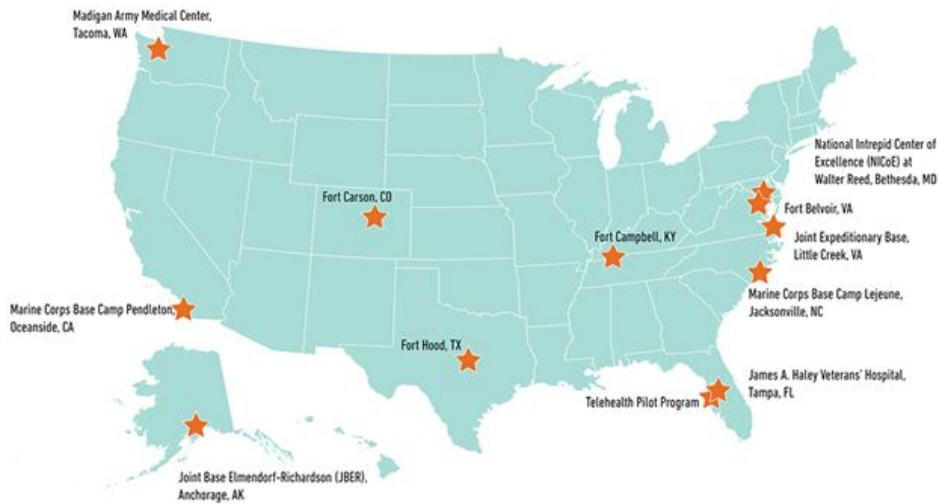 Madigan Army Medical Center,
Tacoma, WA
National Intrepid Center of
Excellence (NICoE) at
Walter Reed, Bethesda, MD
Fort Carson, CO
Fort Belvoir, VA
Fort Campbell, KY
Joint Expeditionary Base,
Little Creek, VA
Marine Corps Base Camp Pendleton,
Oceanside, CA
Marine Corps Base Camp Lejeune,
Jacksonville, NC
Fort Hood, TX
James A. Haley Veterans' Hospital,
Tampa, FL
Telehealth Pilot Program
Joint Base Elmendorf-Richardson (JBER),
Anchorage, AK